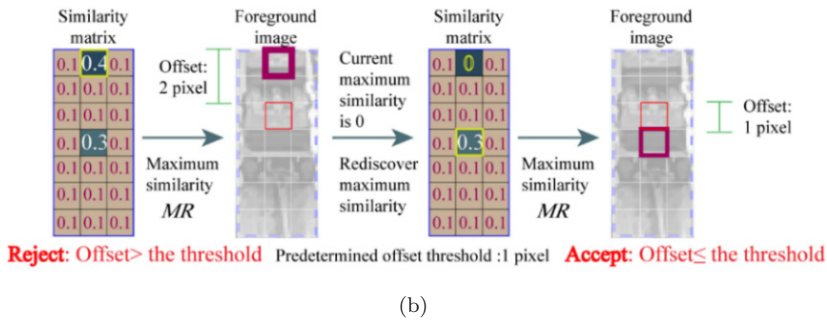 Similarity
matrix
0.1 0.4 0.1
0.1 0.1 0.1
0.1 0.1 0.1
0.1 0.3 0.1
0.1 0.1 0.1
0.1 0.1 0.1
0.1 0.1 0.1
Offset:
2 pixel
Maximum
similarity
MR
Foreground
image
Current
maximum
similarity
is 0
Rediscover
maximum
similarity
Similarity
matrix
0.1 0 0.1
0.1 0.1 0.1
0.1 0.1 0.1
0.1 0.3 0.1
0.1 0.1 0.1
0.1 0.1 0.1
0.1 0.1 0.1
Maximum
similarity
MR
Foreground
image
Offset:
1 pixel
Reject: Offset> the threshold
Predetermined offset threshold :1 pixel
Accept: Offset≤ the threshold
(b)